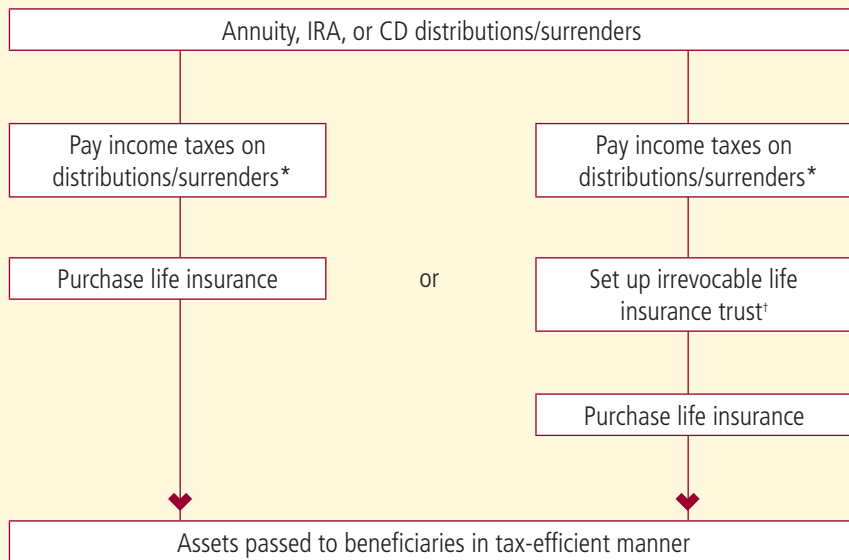 Annuity, IRA, or CD distributions/surrenders
Pay income taxes on
distributions/surrenders*
Pay income taxes on
distributions/surrenders*
Purchase life insurance
or
Set up irrevocable life
insurance trust†
Purchase life insurance
Assets passed to beneficiaries in tax-efficient manner